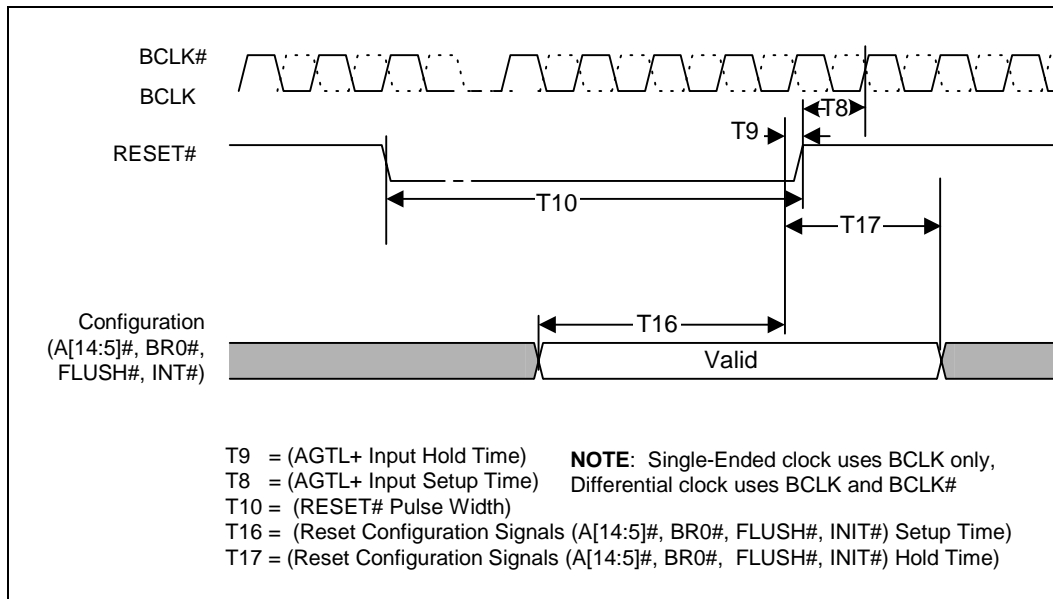 BCLK#
BCLK
T8
T9
RESET#
T10
T17
T16
Configuration
(A[14:5]#, BR0#,
FLUSH#, INT#)
Valid
T9 = (AGTL+ Input Hold Time)
T8 = (AGTL+ Input Setup Time)
NOTE: Single-Ended clock uses BCLK only,
Differential clock uses BCLK and BCLK#
T10 = (RESET# Pulse Width)
T16 = (Reset Configuration Signals (A[14:5]#, BR0#, FLUSH#, INIT#) Setup Time)
T17 = (Reset Configuration Signals (A[14:5]#, BR0#, FLUSH#, INIT#) Hold Time)